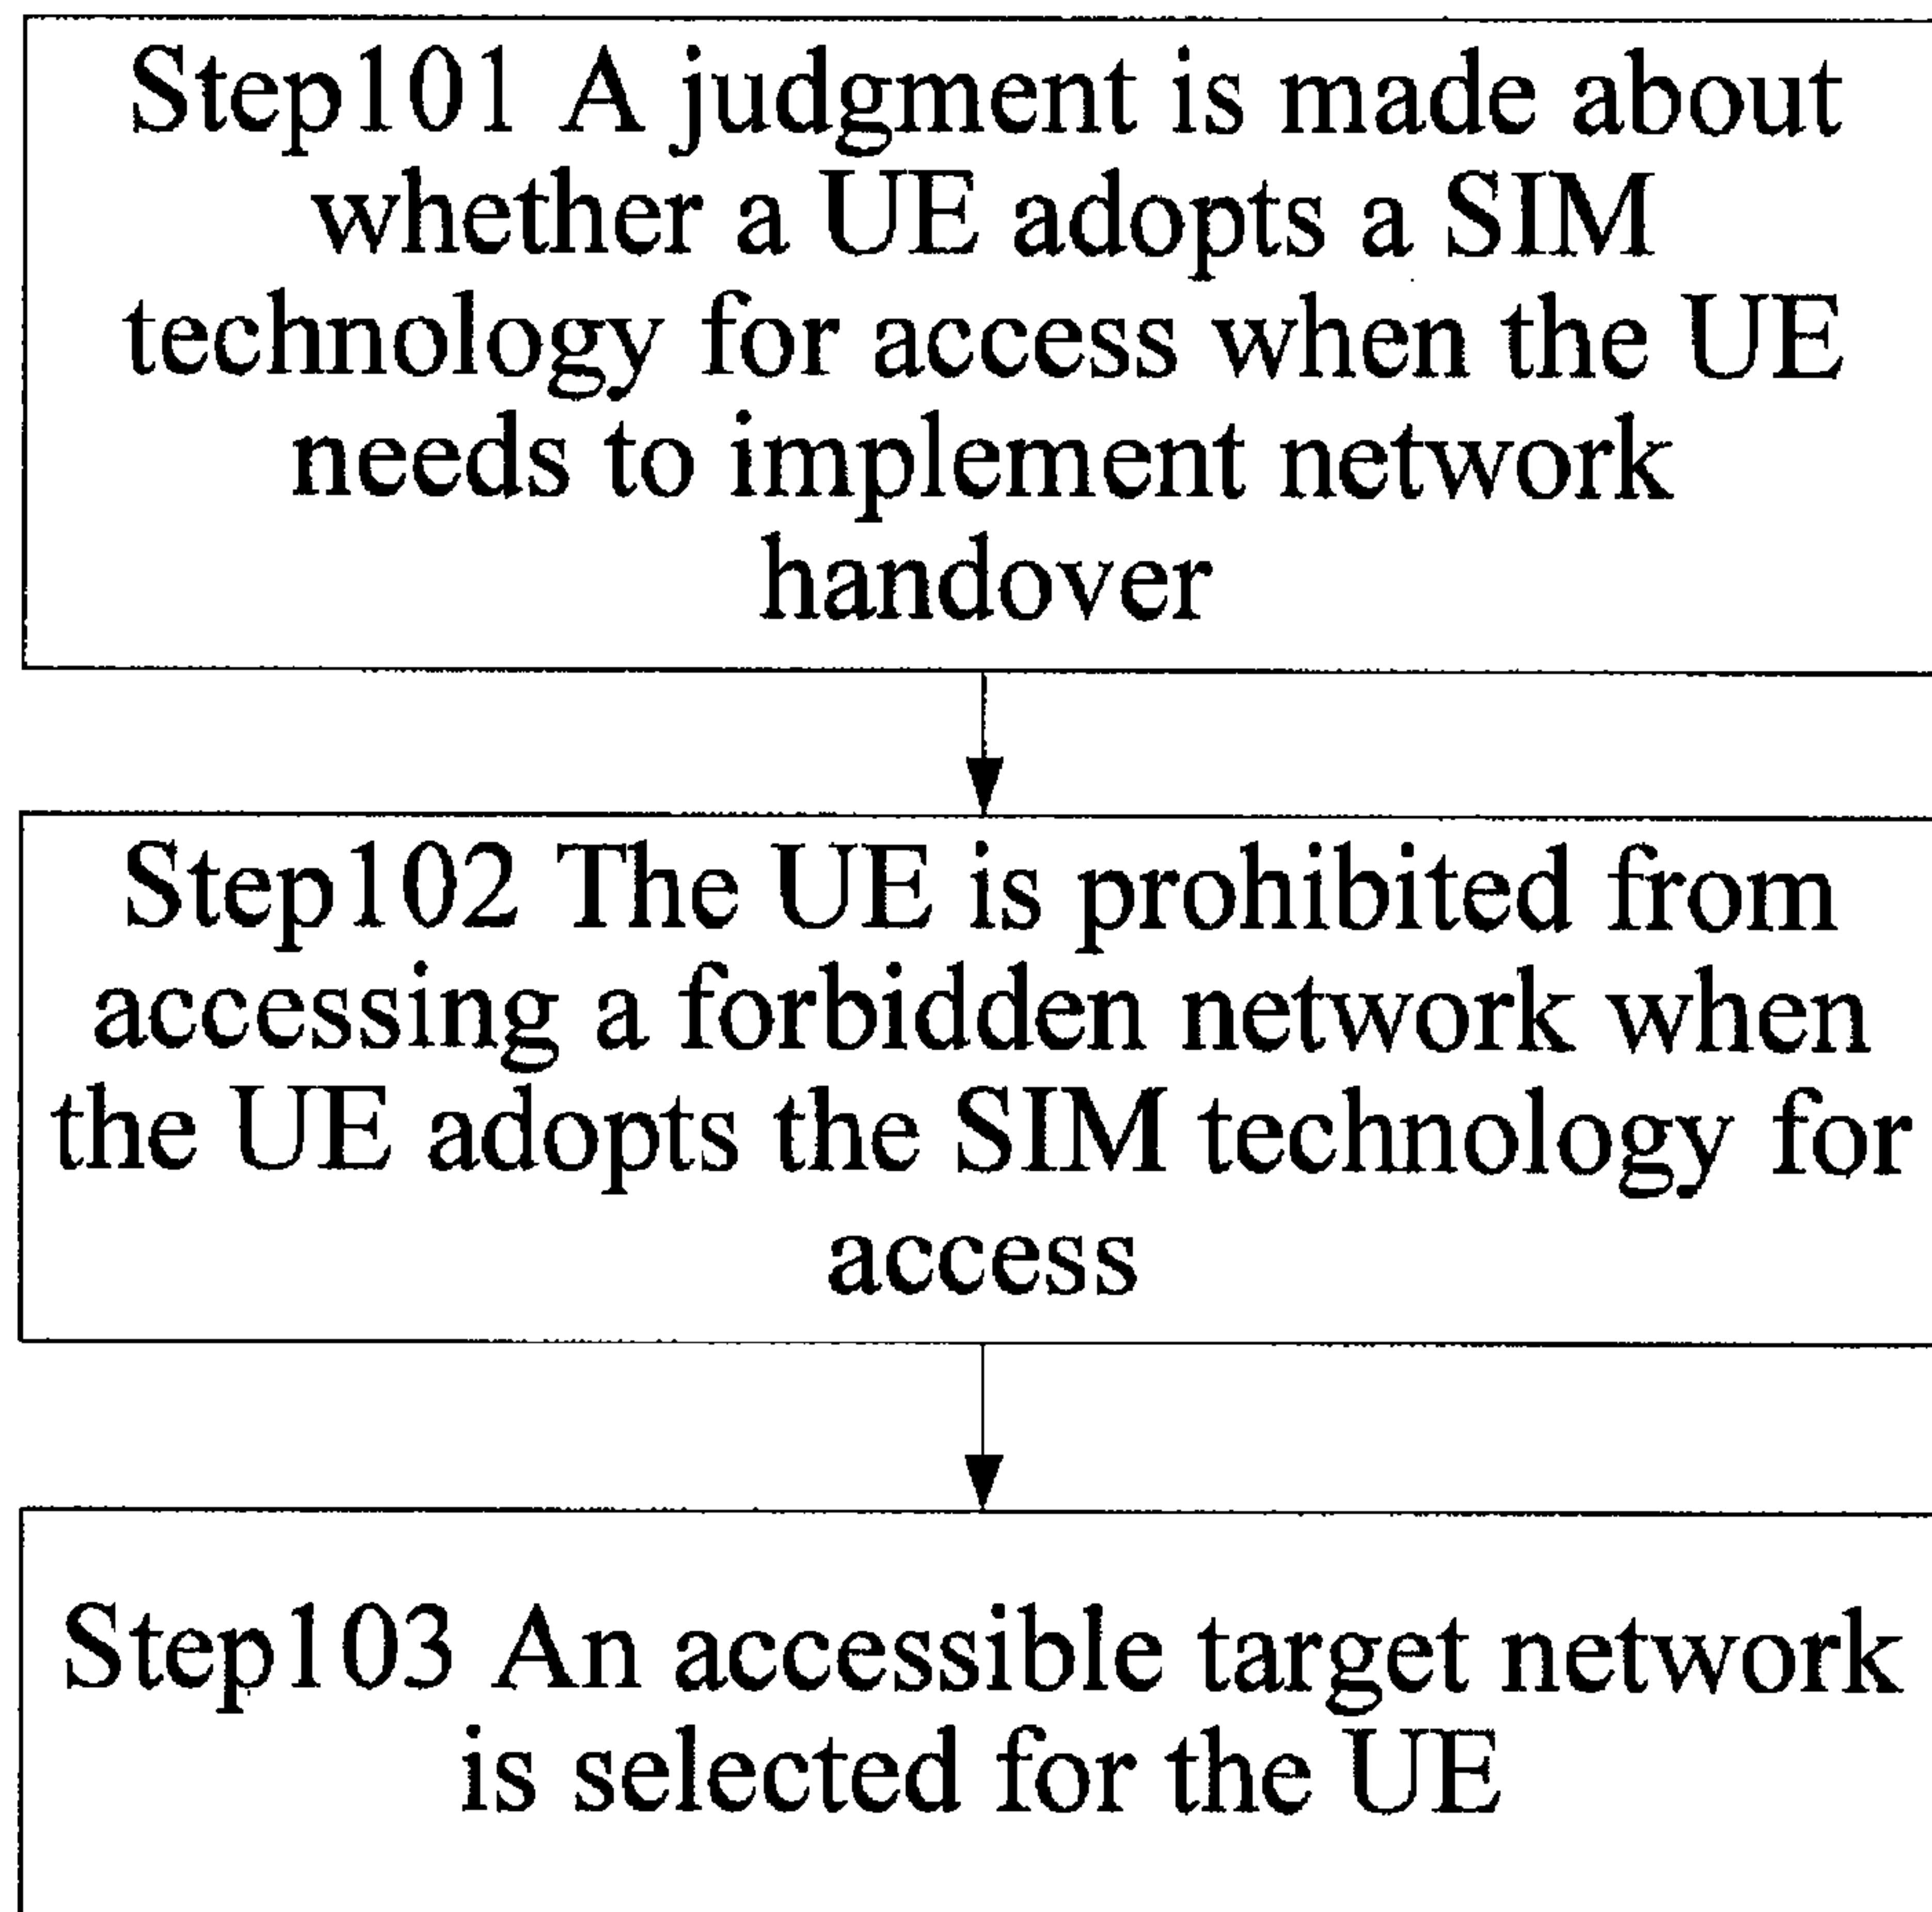 Step101 A judgment is made about
whether a UE adopts a SIM
technology for access when the UE
needs to implement network
handover
Step102 The UE is prohibited from
accessing a forbidden network when
the UE adopts the SIM technology for
access
Step103 An accessible target network
is selected for the UE